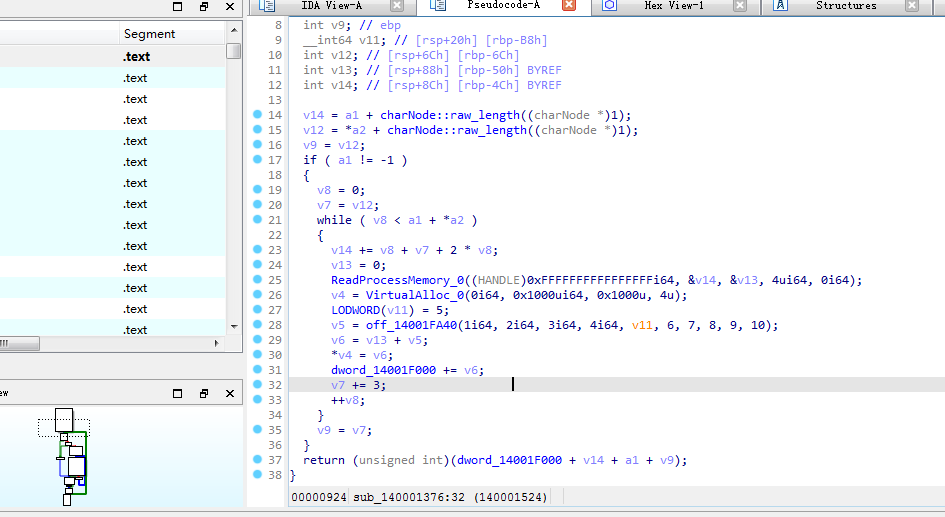 IDA View-A
Pseudocode-A
Hex View-1
Structures
Segment
.text
.text
.text
.text
.text
.text
.text
.text
.text
.text
.text
.text
.text
.text
8 int v9; // ebp
9 __int64 v11; // [rsp+20h] [rbp-B8h]
10 int v12; // [rsp+6Ch] [rbp-6Ch]
11 int v13; // [rsp+88h] [rbp-50h] BYREF
12 int v14; // [rsp+8Ch] [rbp-4Ch] BYREF
13
14 v14 = a1 + charNode::raw_length((charNode *)1);
15 v12 = *a2 + charNode::raw_length((charNode *)1);
16 v9 = v12;
17 if ( a1 != -1 )
18 {
19 v8 = 0;
20 v7 = v12;
21 while ( v8 < a1 + *a2 )
22 {
23 v14 += v8 + v7 + 2 * v8;
24 v13 = 0;
25 ReadProcessMemory_0((HANDLE)0xFFFFFFFFFFFFFFFFi64, &v14, &v13, 4ui64, 0i64);
26 v4 = VirtualAlloc_0(0i64, 0x1000ui64, 0x1000u, 4u);
27 LODWORD(v11) = 5;
28 v5 = off_14001FA40(1i64, 2i64, 3i64, 4i64, v11, 6, 7, 8, 9, 10);
29 v6 = v13 + v5;
30 *v4 = v6;
31 dword_14001F000 += v6;
32 v7 += 3;
33 ++v8;
34 }
35 v9 = v7;
36 }
37 return (unsigned int)(dword_14001F000 + v14 + a1 + v9);
38 }
ew
00000924 sub_140001376:32 (140001524)